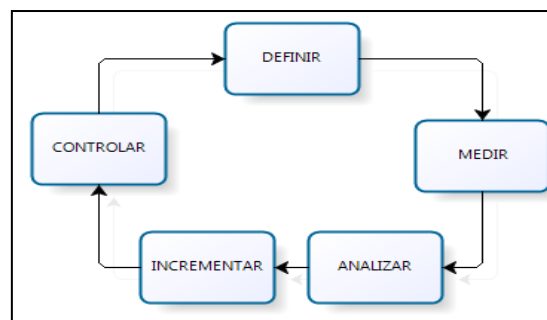 DEFINIR
MEDIR
ANALIZAR
INCREMENTAR
CONTROLAR